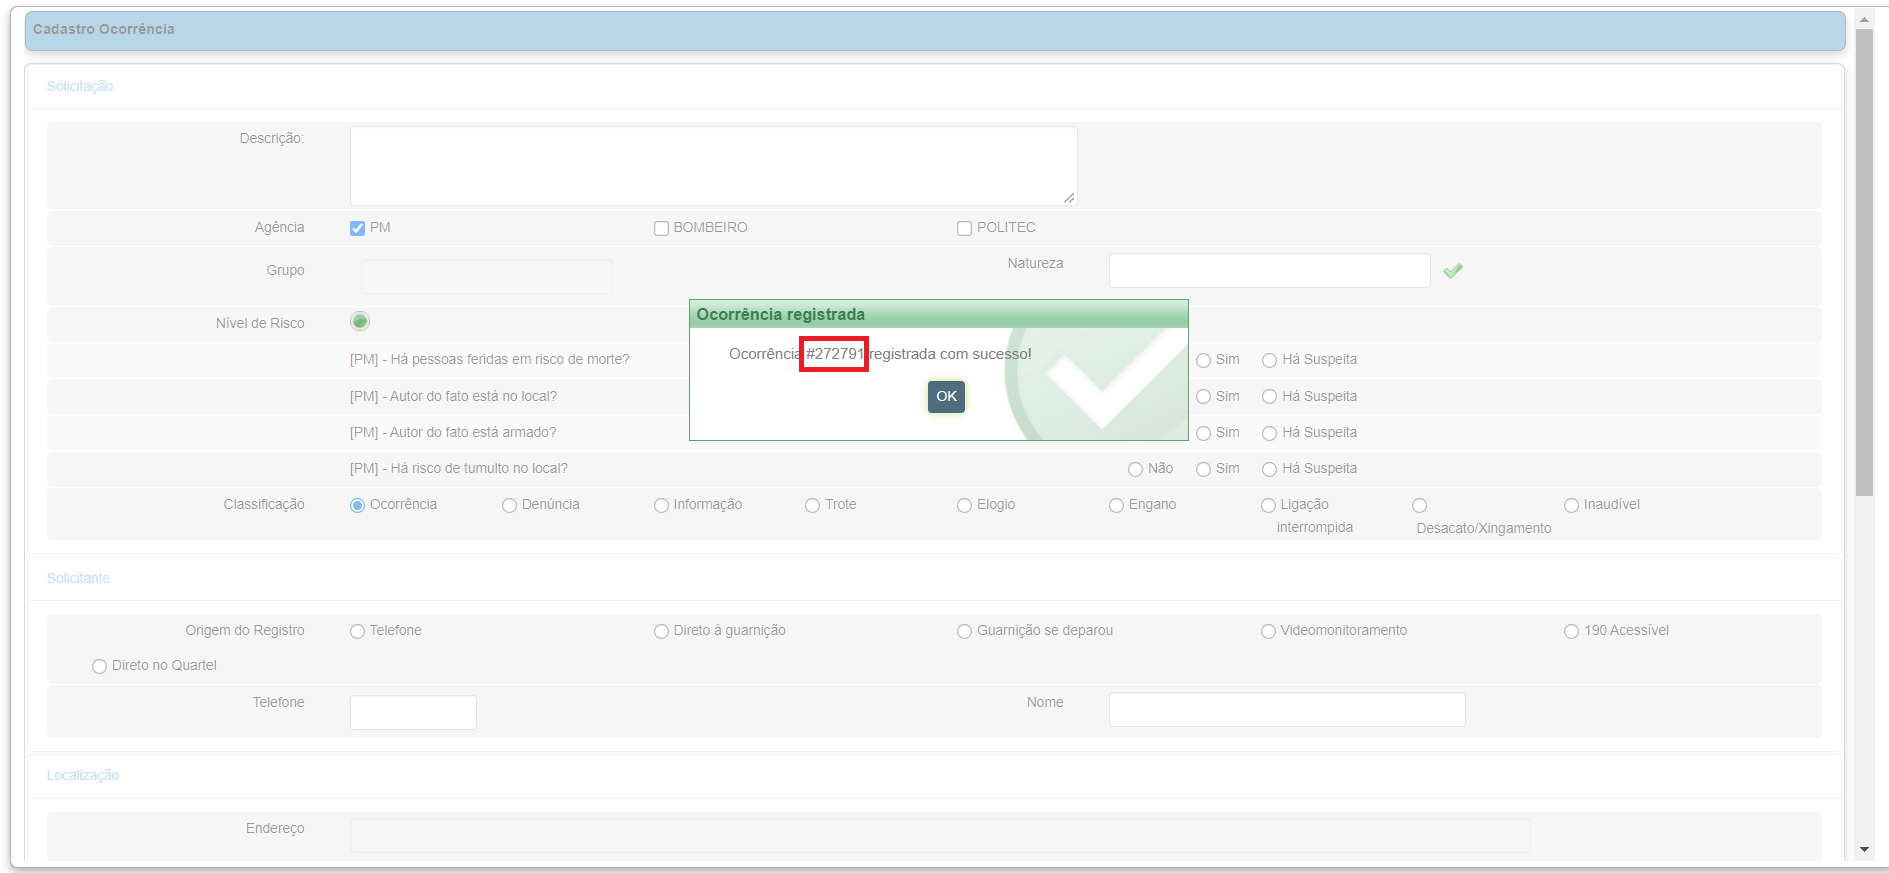 Cadastro Ocorrência
Solicitação
Descrição:
Agência PM BOMBEIRO POLITEC
Grupo Natureza
Nível de Risco
Ocorrência registrada
Ocorrência #272791 registrada com sucesso!
OK
[PM] - Há pessoas feridas em risco de morte? Sim Há Suspeita
[PM] - Autor do fato está no local? Sim Há Suspeita
[PM] - Autor do fato está armado? Sim Há Suspeita
[PM] - Há risco de tumulto no local? Não Sim Há Suspeita
Classificação Ocorrência Denúncia Informação Trote Elogio Engano Ligação interrompida Desacato/Xingamento Inaudível
Solicitante
Origem do Registro Telefone Direto à guarnição Guarnição se deparou Videomonitoramento 190 Acessível
Direto no Quartel
Telefone Nome
Localização
Endereço